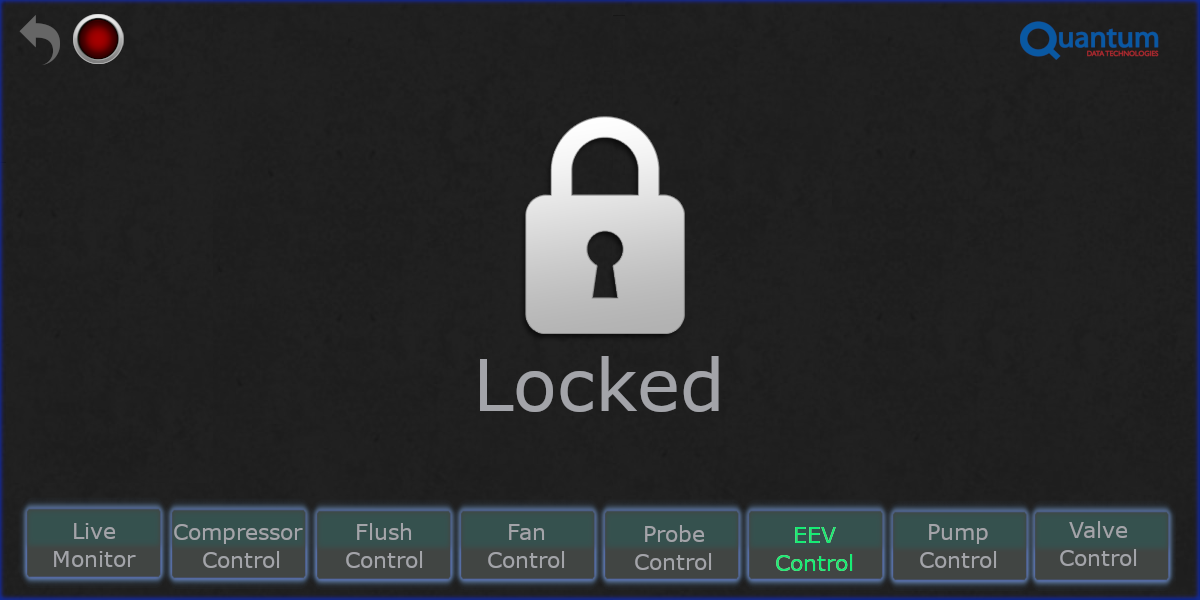 Quantum
DATA TECHNOLOGIES
Locked
Live
Monitor
Compressor
Control
Flush
Control
Fan
Control
Probe
Control
EEV
Control
Pump
Control
Valve
Control